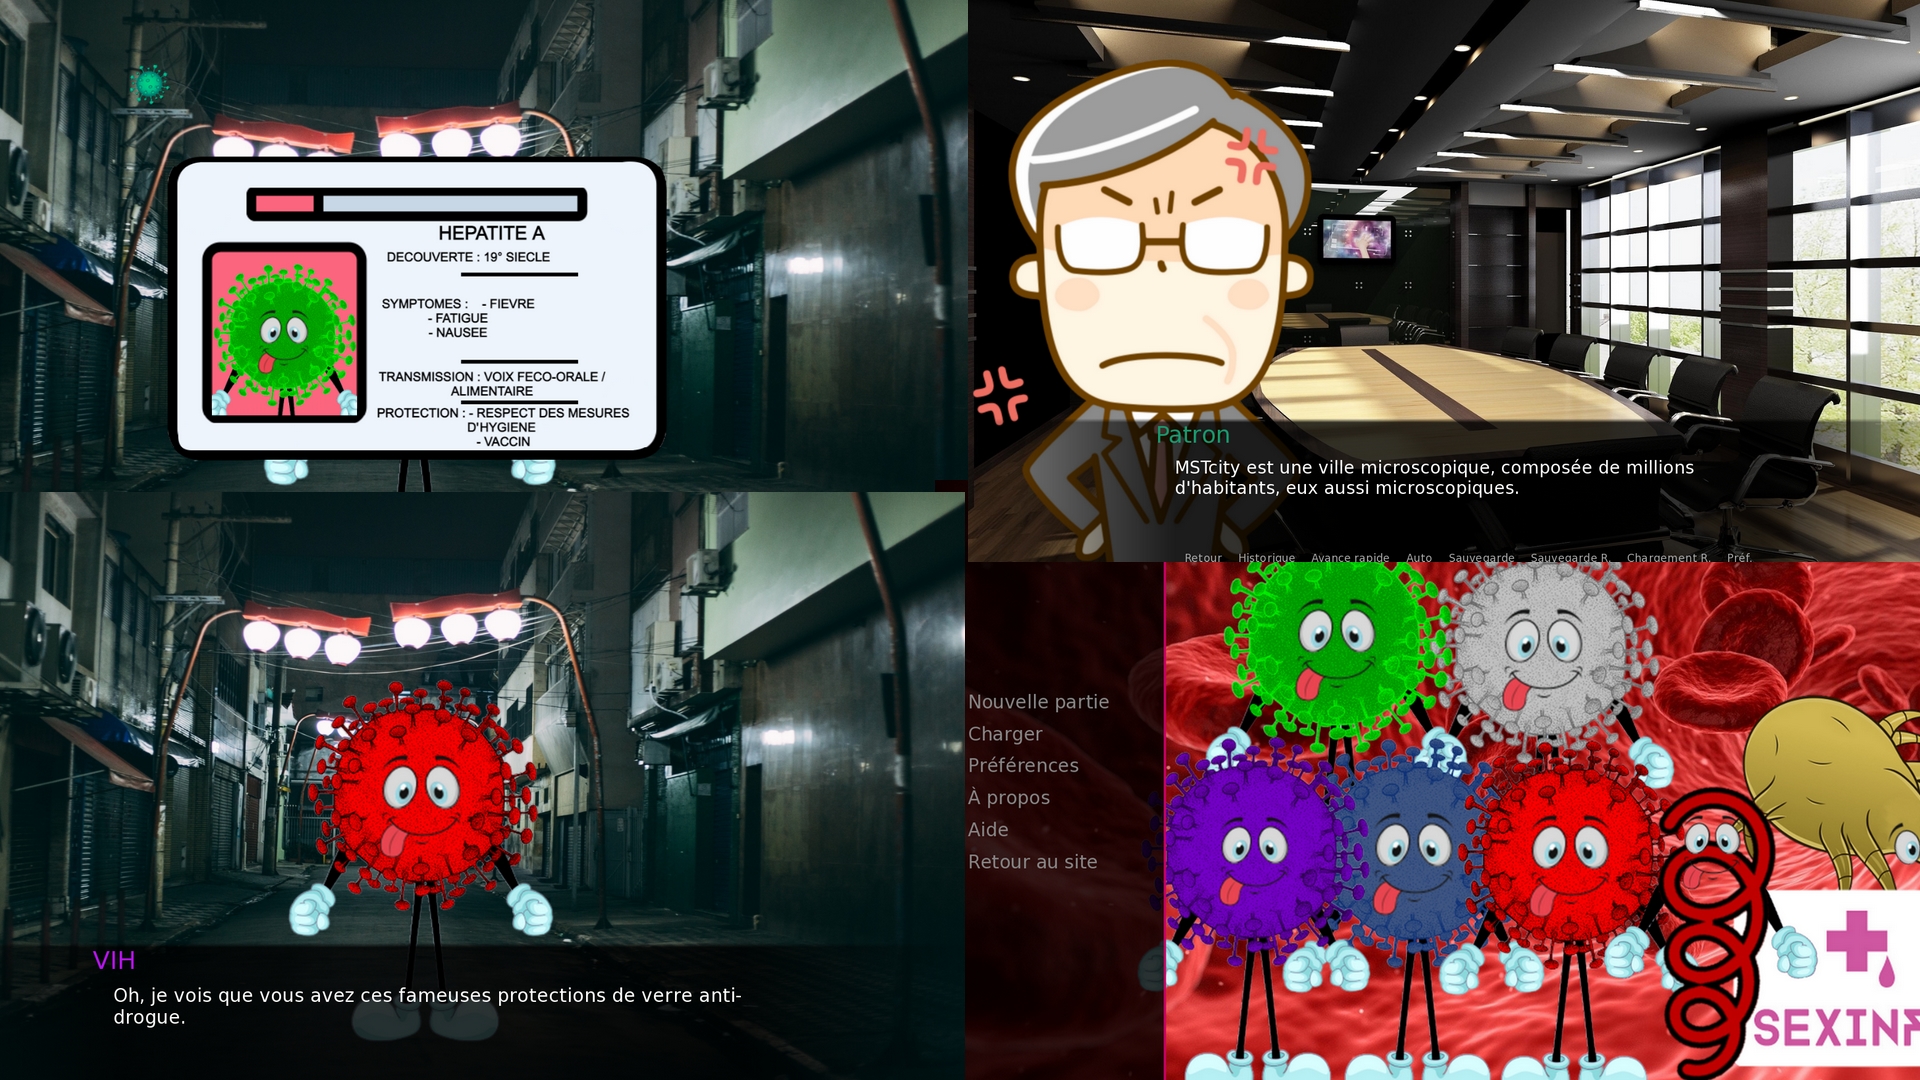 HEPATITE A
DECOUVERTE : 19° SIECLE
SYMPTOMES : - FIEVRE
- FATIGUE
- NAUSEE
TRANSMISSION : VOIX FECO-ORALE /
ALIMENTAIRE
PROTECTION : - RESPECT DES MESURES
D'HYGIENE
- VACCIN
Patron
MSTcity est une ville microscopique, composée de millions
d'habitants, eux aussi microscopiques.
Retour Historique Avance rapide Auto Sauvegarde Sauvegarde R. Chargement R. Préf.
VIH
Oh, je vois que vous avez ces fameuses protections de verre anti-
drogue.
Nouvelle partie
Charger
Préférences
À propos
Aide
Retour au site
SEXINF